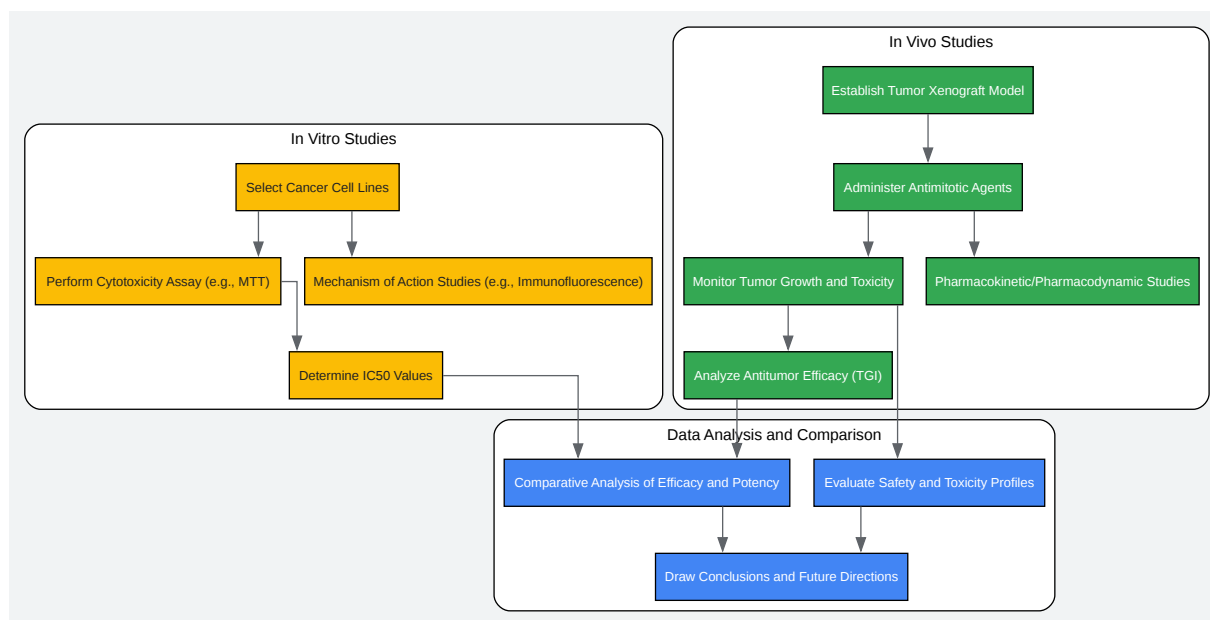 In Vitro Studies
Select Cancer Cell Lines
Perform Cytotoxicity Assay (e.g., MTT)
Mechanism of Action Studies (e.g., Immunofluorescence)
Determine IC50 Values
In Vivo Studies
Establish Tumor Xenograft Model
Administer Antimitotic Agents
Monitor Tumor Growth and Toxicity
Pharmacokinetic/Pharmacodynamic Studies
Analyze Antitumor Efficacy (TGI)
Data Analysis and Comparison
Comparative Analysis of Efficacy and Potency
Evaluate Safety and Toxicity Profiles
Draw Conclusions and Future Directions